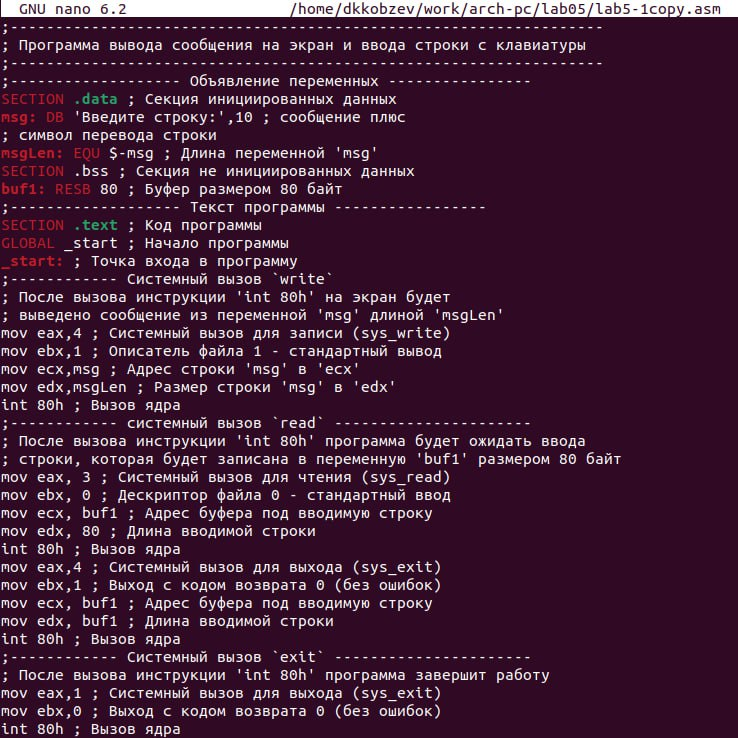 GNU nano 6.2 /home/dkkobzev/work/arch-pc/lab05/lab5-1copy.asm
;------------------------------------------------------------------
; Программа вывода сообщения на экран и ввода строки с клавиатуры
;------------------------------------------------------------------
;------------------- Объявление переменных ----------------
SECTION .data ; Секция инициированных данных
msg: DB 'Введите строку:',10 ; сообщение плюс
; символ перевода строки
msgLen: EQU $-msg ; Длина переменной 'msg'
SECTION .bss ; Секция не инициированных данных
buf1: RESB 80 ; Буфер размером 80 байт
;------------------- Текст программы -----------------
SECTION .text ; Код программы
GLOBAL _start ; Начало программы
_start: ; Точка входа в программу
;------------ Системный вызов `write`
; После вызова инструкции 'int 80h' на экран будет
; выведено сообщение из переменной 'msg' длиной 'msgLen'
mov eax,4 ; Системный вызов для записи (sys_write)
mov ebx,1 ; Описатель файла 1 - стандартный вывод
mov ecx,msg ; Адрес строки 'msg' в 'ecx'
mov edx,msgLen ; Размер строки 'msg' в 'edx'
int 80h ; Вызов ядра
;------------ системный вызов `read` ----------------------
; После вызова инструкции 'int 80h' программа будет ожидать ввода
; строки, которая будет записана в переменную 'buf1' размером 80 байт
mov eax, 3 ; Системный вызов для чтения (sys_read)
mov ebx, 0 ; Дескриптор файла 0 - стандартный ввод
mov ecx, buf1 ; Адрес буфера под вводимую строку
mov edx, 80 ; Длина вводимой строки
int 80h ; Вызов ядра
mov eax,4 ; Системный вызов для выхода (sys_exit)
mov ebx,1 ; Выход с кодом возврата 0 (без ошибок)
mov ecx, buf1 ; Адрес буфера под вводимую строку
mov edx, buf1 ; Длина вводимой строки
int 80h ; Вызов ядра
;------------ Системный вызов `exit` ----------------------
; После вызова инструкции 'int 80h' программа завершит работу
mov eax,1 ; Системный вызов для выхода (sys_exit)
mov ebx,0 ; Выход с кодом возврата 0 (без ошибок)
int 80h ; Вызов ядра